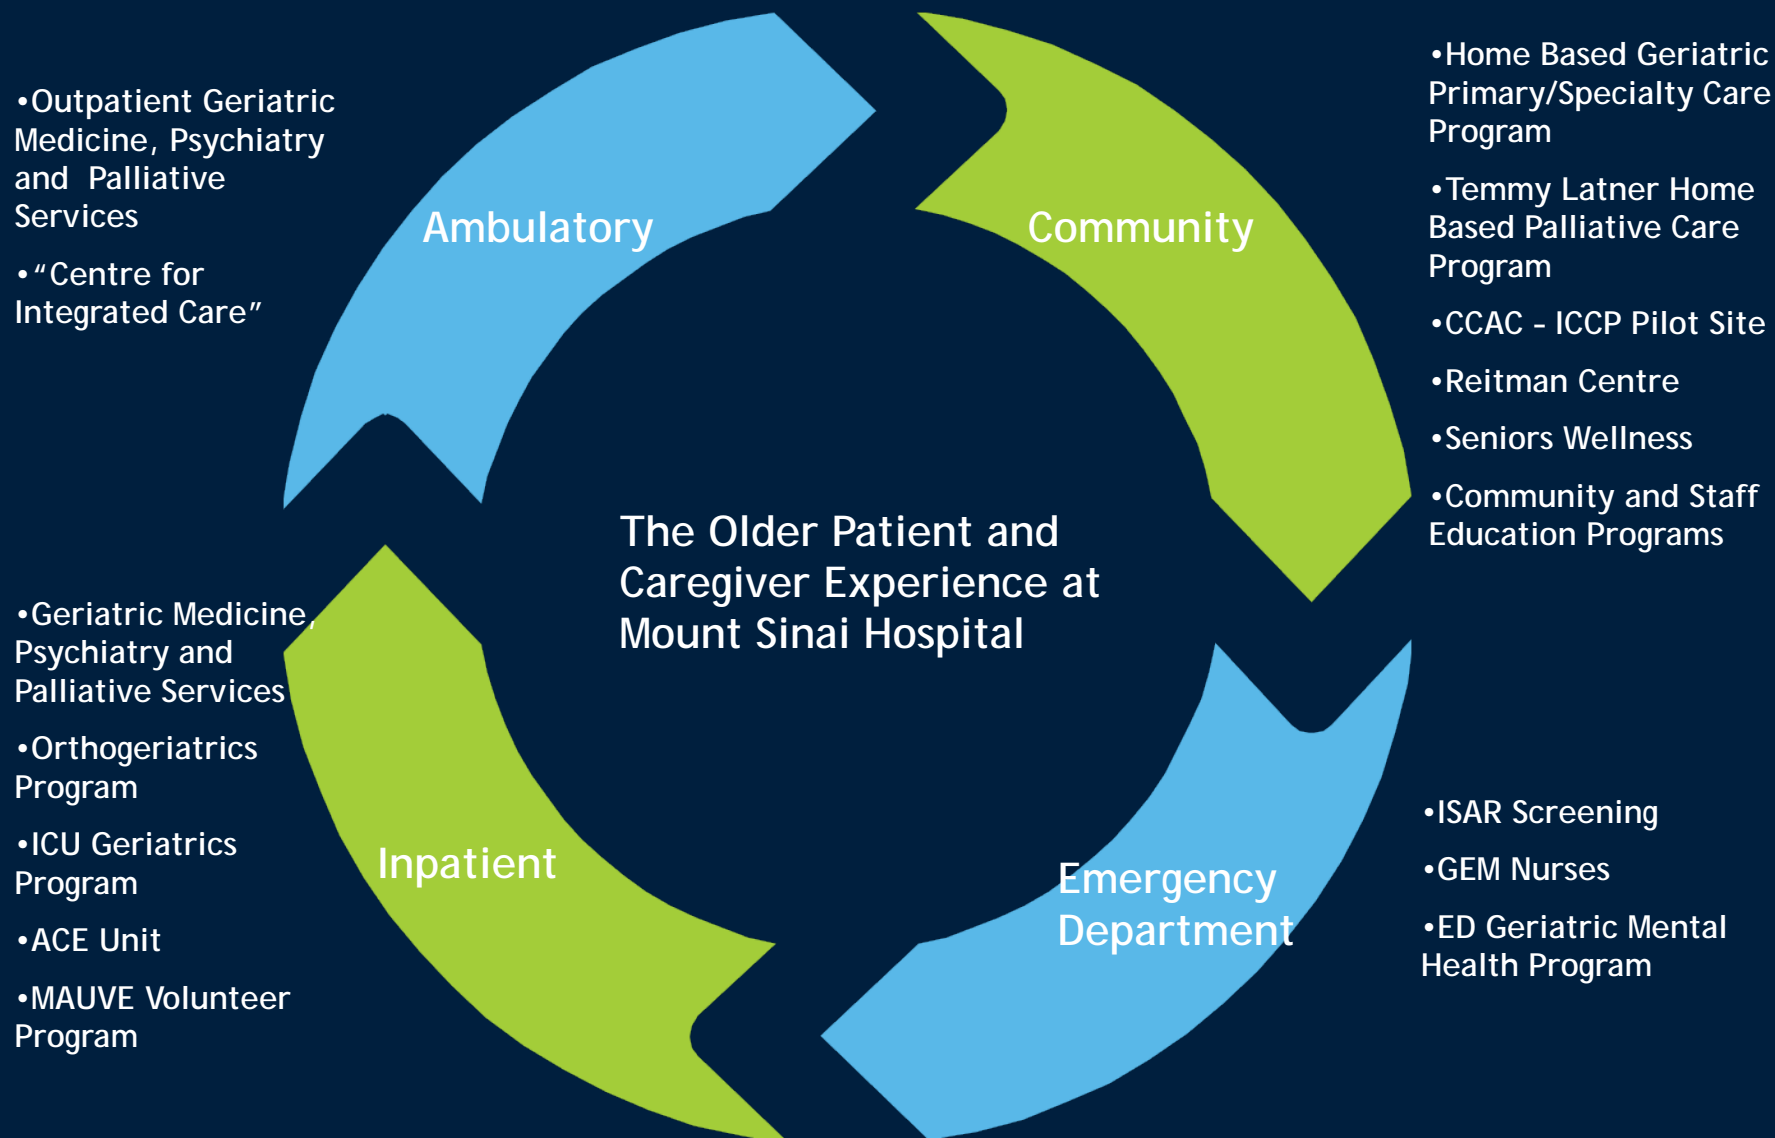 •Outpatient Geriatric
Medicine, Psychiatry
and Palliative
Services
•“Centre for
Integrated Care”
Ambulatory
Community
•Home Based Geriatric
Primary/Specialty Care
Program
•Temmy Latner Home
Based Palliative Care
Program
•CCAC - ICCP Pilot Site
•Reitman Centre
•Seniors Wellness
•Community and Staff
Education Programs
The Older Patient and
Caregiver Experience at
Mount Sinai Hospital
•Geriatric Medicine,
Psychiatry and
Palliative Services
•Orthogeriatrics
Program
•ICU Geriatrics
Program
•ACE Unit
•MAUVE Volunteer
Program
Inpatient
Emergency
Department
•ISAR Screening
•GEM Nurses
•ED Geriatric Mental
Health Program